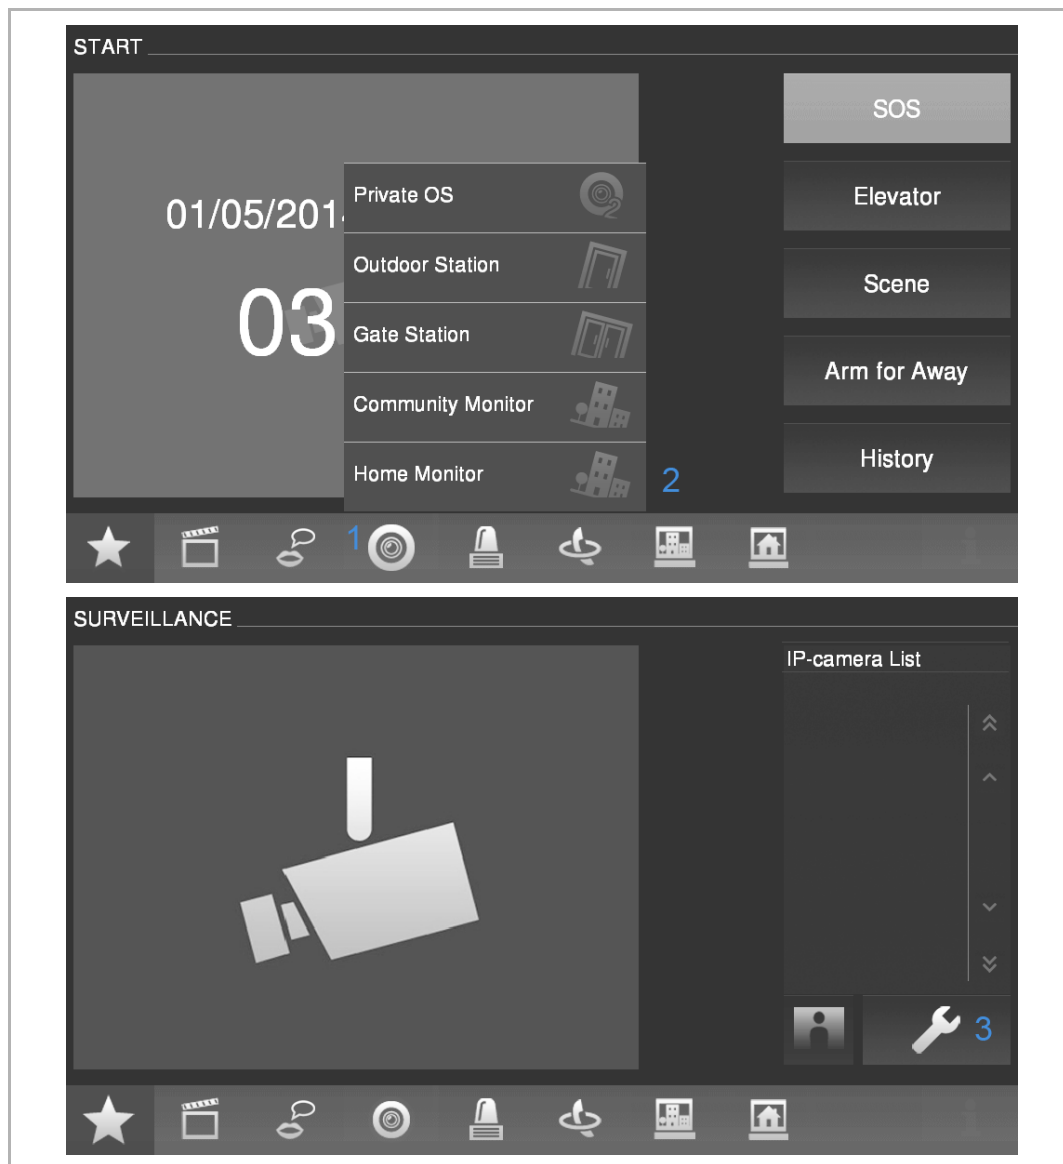 START
SOS
Private OS
2
01/05/201
Elevator
Outdoor Station
Scene
03
Gate Station
Arm for Away
Community Monitor
History
Home Monitor
2
1
SURVEILLANCE
IP-camera List
3